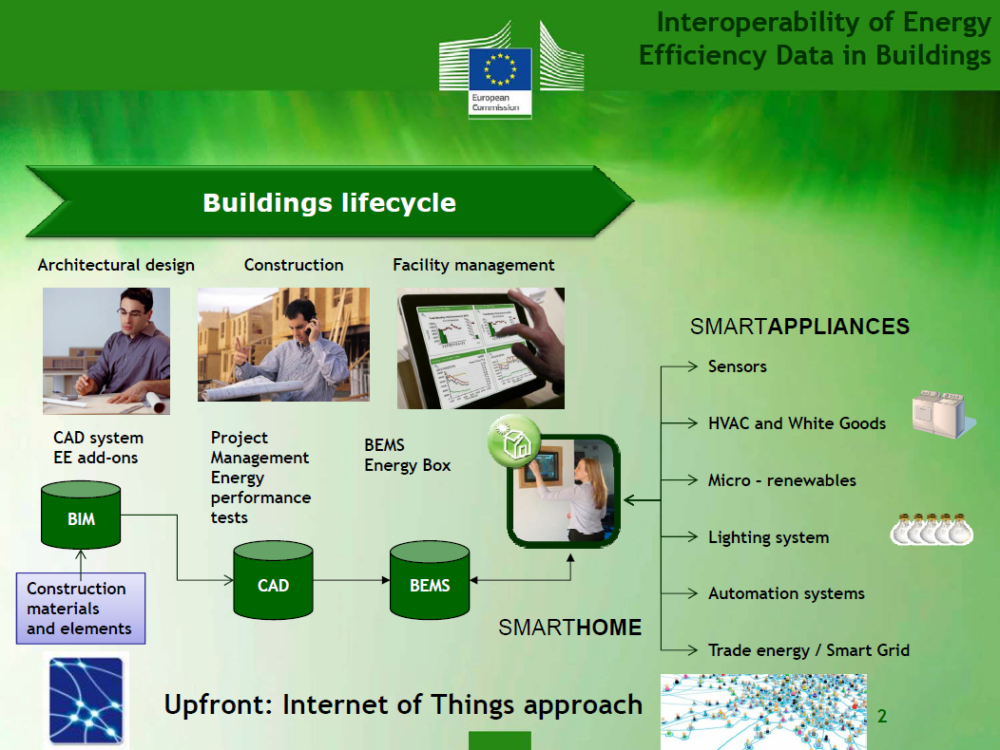 Interoperability of Energy
Efficiency Data in Buildings
European
Commission
Buildings lifecycle
Architectural design
Construction
Facility management
SMARTAPPLIANCES
Sensors
HVAC and White Goods
Micro - renewables
Lighting system
Automation systems
Trade energy / Smart Grid
CAD system
EE add-ons
Project
Management
Energy
performance
tests
BEMS
Energy Box
BIM
CAD
BEMS
Construction
materials
and elements
SMARTHOME
Upfront: Internet of Things approach
2